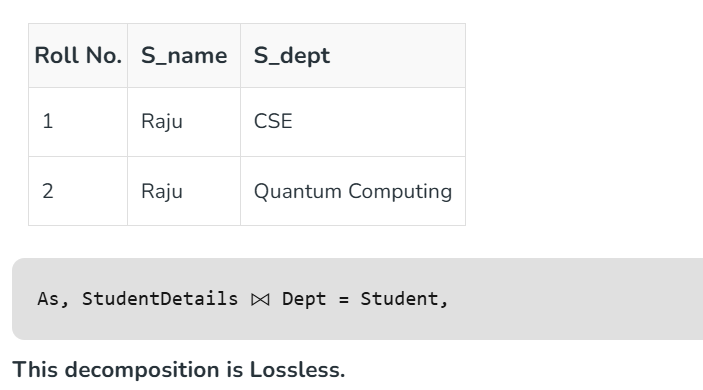 Roll No. S_name S_dept
1 Raju CSE
2 Raju Quantum Computing
As, StudentDetails ⋈ Dept = Student,
This decomposition is Lossless.